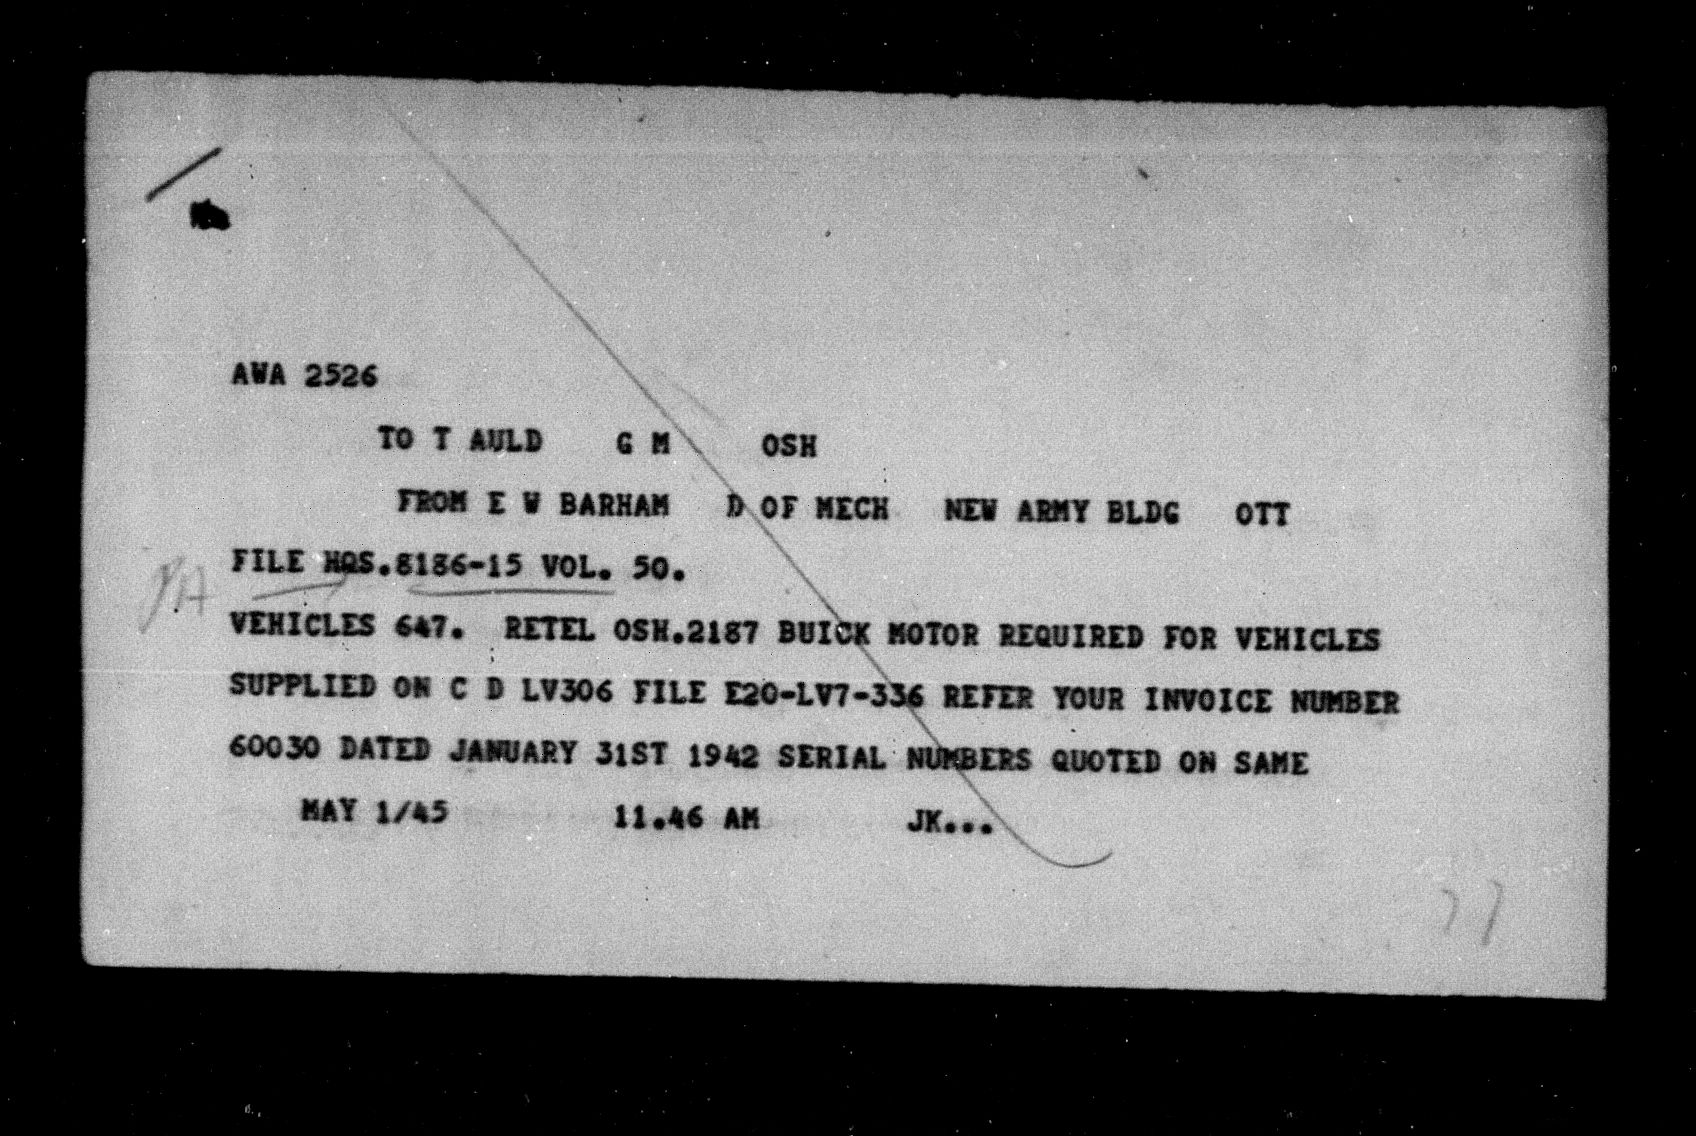 AWA 2526
TO T AULD G M OSH
FROM E W BARHAM D OF MECH NEW ARMY BLDG OTT
FILE HQS.8186-15 VOL. 50.
PA
VEHICLES 647. RETEL OSH.2187 BUICK MOTOR REQUIRED FOR VEHICLES
SUPPLIED ON C D LV306 FILE E20-LV7-336 REFER YOUR INVOICE NUMBER
60030 DATED JANUARY 31ST 1942 SERIAL NUMBERS QUOTED ON SAME
MAY 1/45 11.46 AM JK...